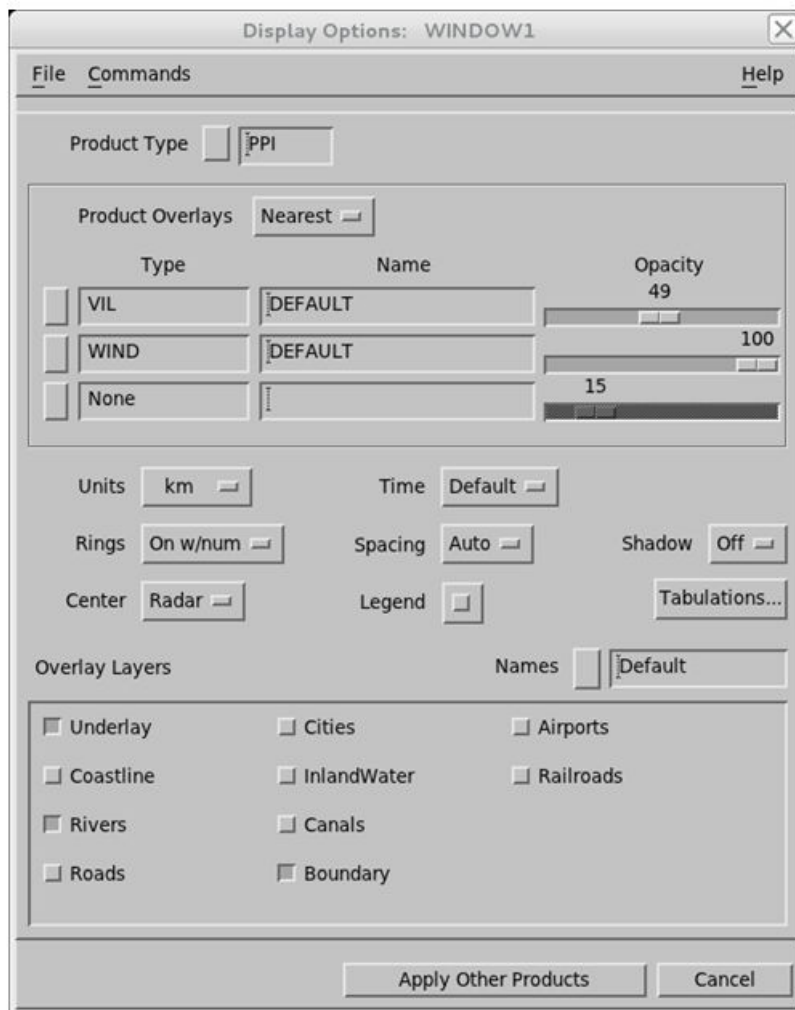 Display Options: WINDOW1
File Commands Help
Product Type PPI
Product Overlays Nearest
Type Name Opacity
49
VIL DEFAULT
100
WIND DEFAULT
15
None
Units km Time Default
Rings On w/num Spacing Auto Shadow Off
Center Radar Legend Tabulations...
Overlay Layers Names Default
Underlay Cities Airports
Coastline InlandWater Railroads
Rivers Canals
Roads Boundary
Apply Other Products Cancel